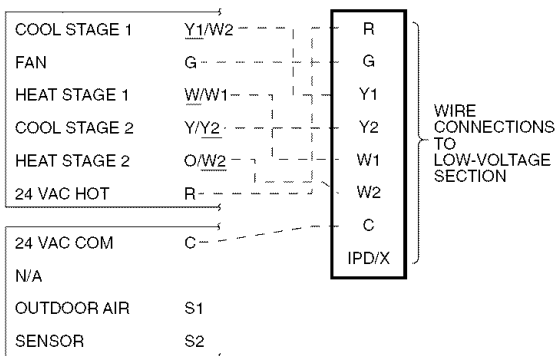 COOL STAGE 1 Y1/W2 R
FAN G G
HEAT STAGE 1 W/W1 Y1
COOL STAGE 2 Y/Y2 Y2
HEAT STAGE 2 O/W2 W1
24 VAC HOT R W2
WIRE
CONNECTIONS
TO
LOW-VOLTAGE
SECTION
24 VAC COM C C
N/A IPD/X
OUTDOOR AIR S1
SENSOR S2